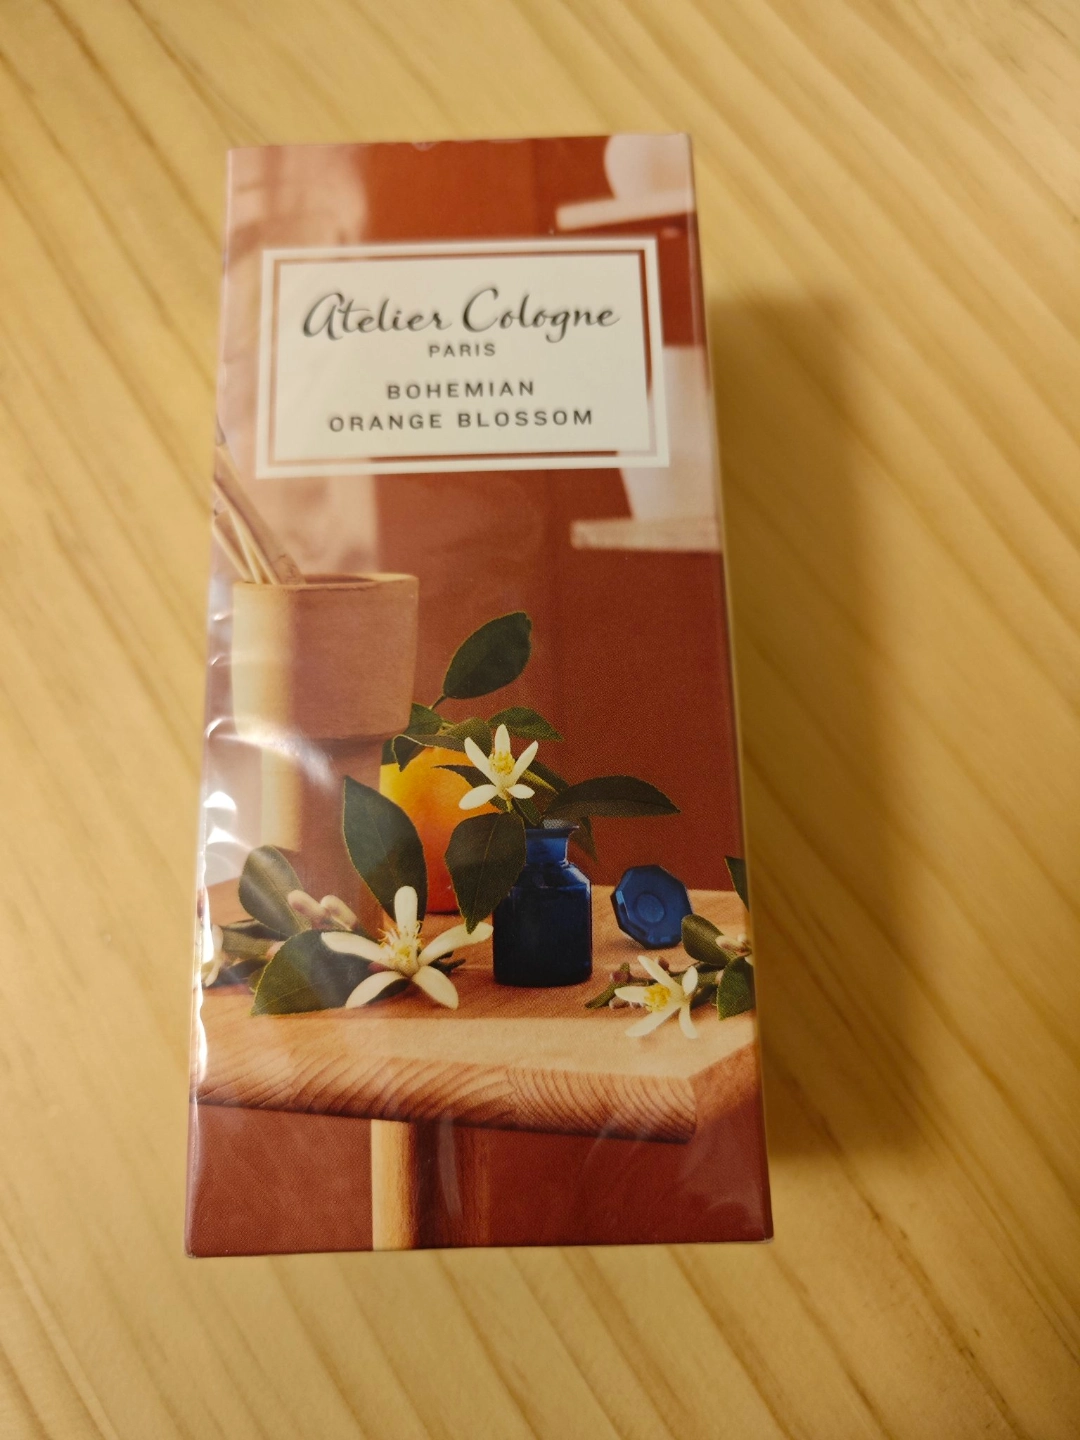 Atelier Cologne
PARIS
BOHEMIAN
ORANGE BLOSSOM